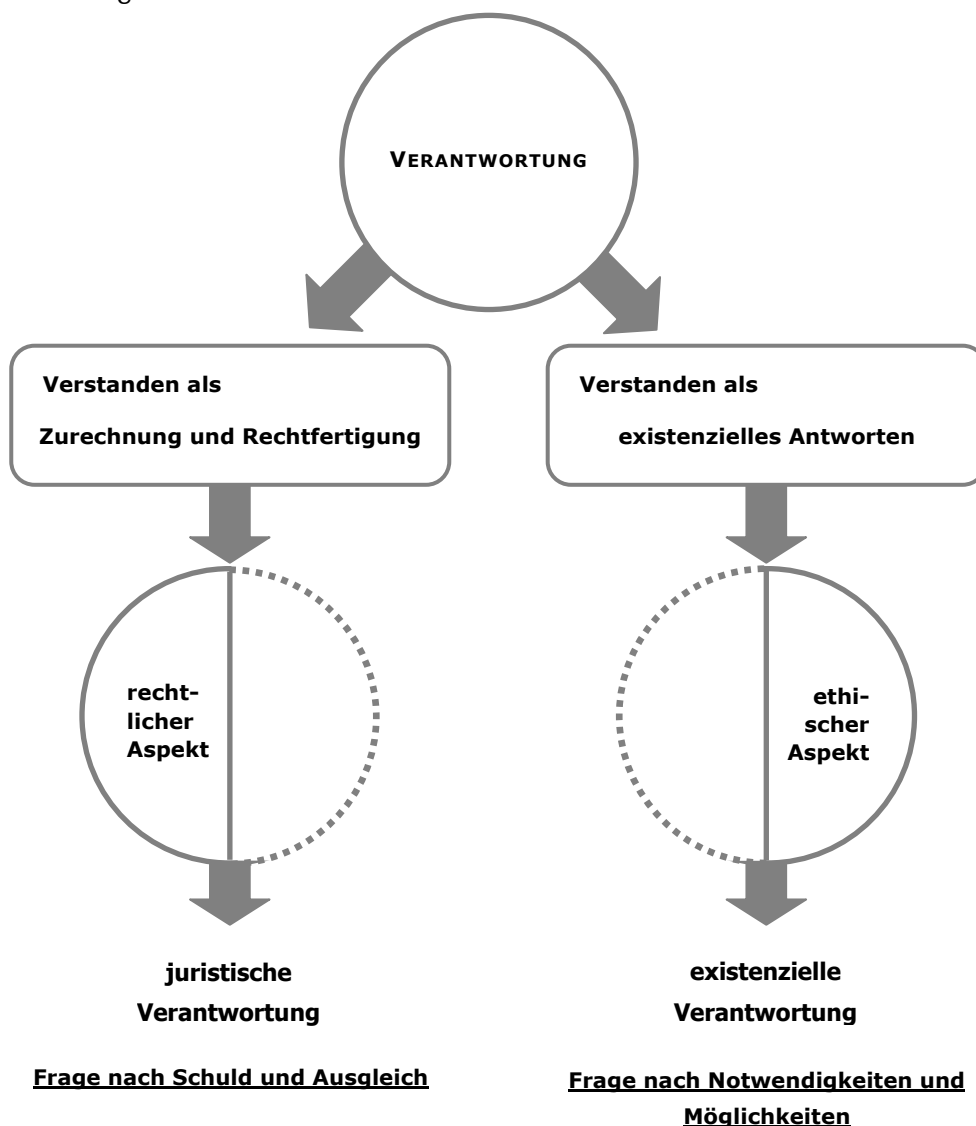 VERANTWORTUNG
Verstanden als
Zurechnung und Rechtfertigung
Verstanden als
existenzielles Antworten
recht-
licher
Aspekt
ethi-
scher
Aspekt
juristische
Verantwortung
Frage nach Schuld und Ausgleich
existenzielle
Verantwortung
Frage nach Notwendigkeiten und
Möglichkeiten